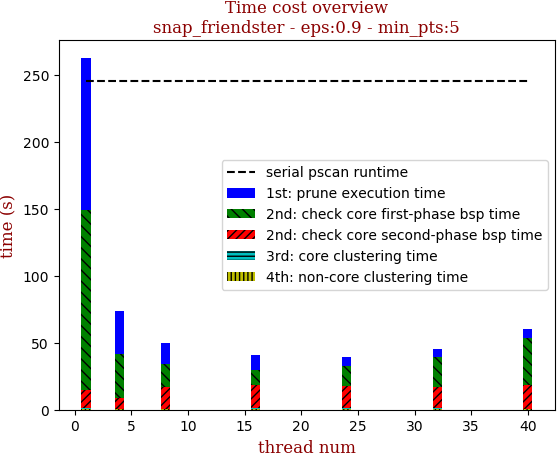 Time cost overview
snap_friendster - eps:0.9 - min_pts:5
time (s)
250
200
150
100
50
0
serial pscan runtime
1st: prune execution time
2nd: check core first-phase bsp time
2nd: check core second-phase bsp time
3rd: core clustering time
4th: non-core clustering time
0 5 10 15 20 25 30 35 40
thread num